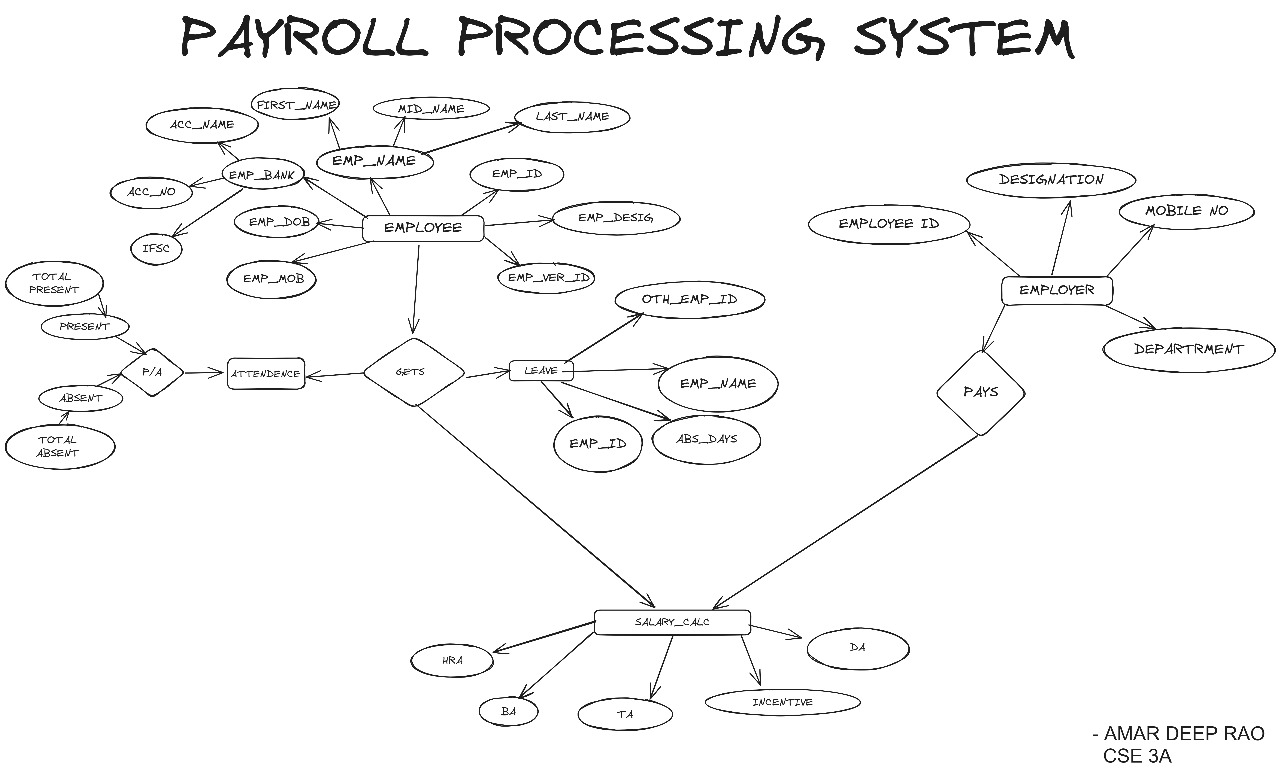 PAYROLL PROCESSING SYSTEM
FIRST_NAME
MID_NAME
LAST_NAME
ACC_NAME
EMP_NAME
EMP_BANK
EMP_ID
ACC_NO
EMP_DOB
EMPLOYEE
EMP_DESIG
IFSC
EMP_MOB
EMP_VER_ID
DESIGNATION
EMPLOYEE ID
MOBILE NO
EMPLOYER
DEPARTRMENT
PAYS
TOTAL
PRESENT
PRESENT
P/A
ATTENDENCE
GETS
LEAVE
OTH_EMP_ID
EMP_NAME
ABSENT
TOTAL
ABSENT
EMP_ID
ABS_DAYS
SALARY_CALC
HRA
BA
TA
INCENTIVE
DA
- AMAR DEEP RAO
CSE 3A